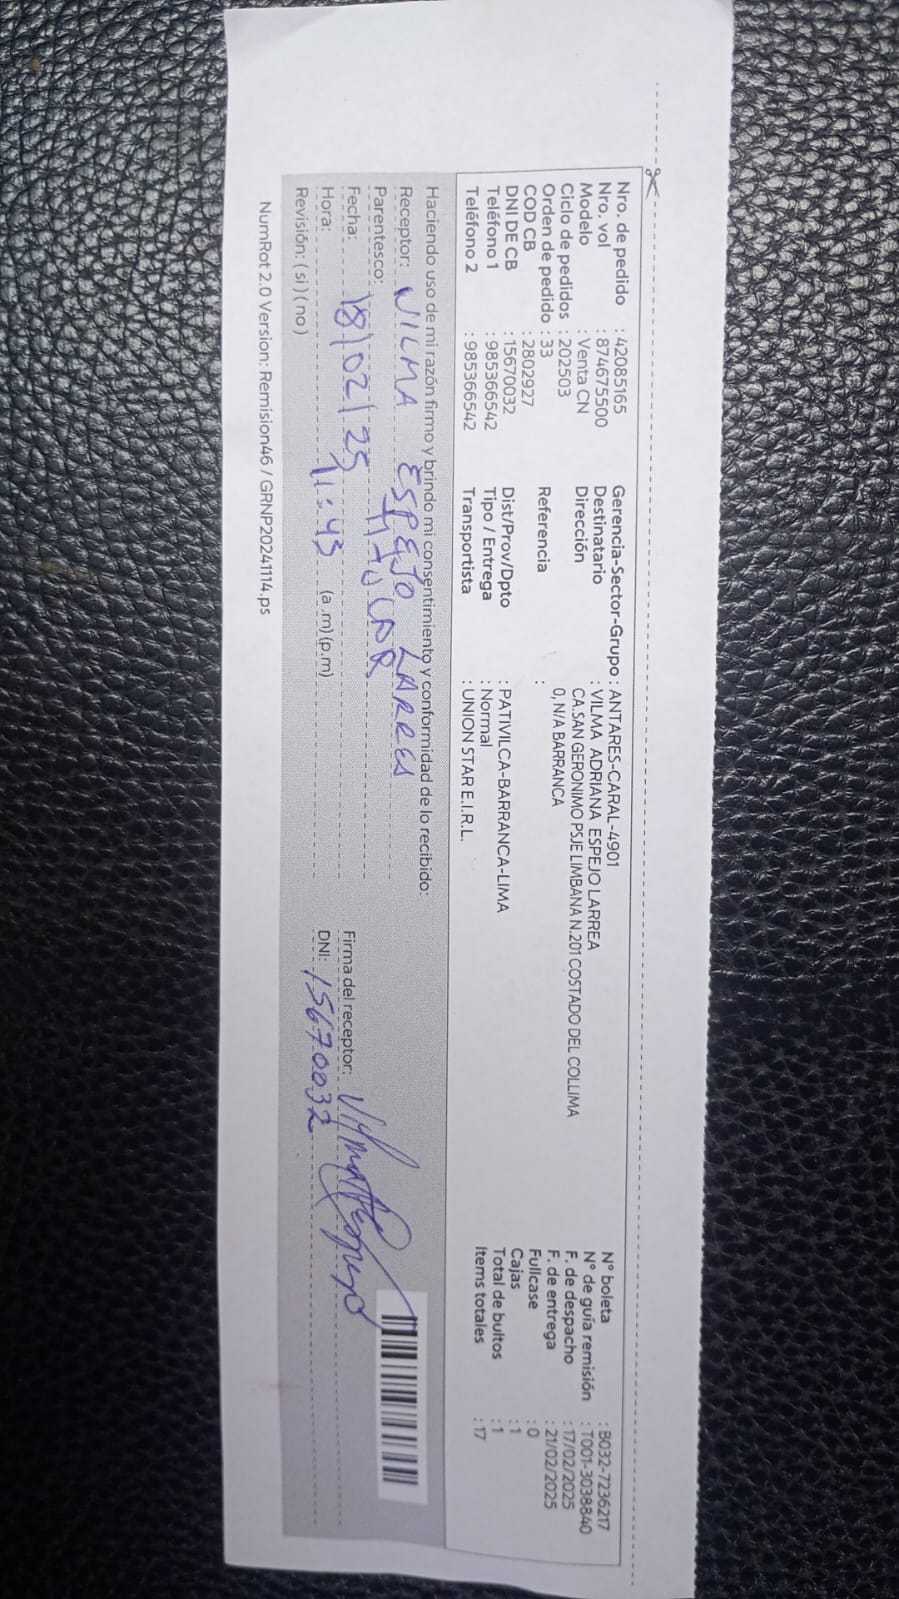 Nro. de pedido : 42085165 Gerencia-Sector-Grupo : ANTARES-CARAL-4901 N° boleta : B032-7236217
Nro. vol : 874675500 Destinatario : VILMA ADRIANA ESPEJO LARREA N° de guía remisión : T001-3038840
Modelo : Venta CN Dirección CA.SAN GERONIMO PSJE LIMBANA N.201 COSTADO DEL COLLIMA F. de despacho : 17/02/2025
Ciclo de pedidos : 202503 0, N/A BARRANCA F. de entrega : 21/02/2025
Orden de pedido : 33 Referencia : Fullcase : 0
COD CB : 2802927 Cajas : 1
DNI DE CB : 15670032 Dist/Prov/Dpto : PATIVILCA-BARRANCA-LIMA Total de bultos : 1
Teléfono 1 : 985366542 Tipo / Entrega : Normal Items totales : 17
Teléfono 2 : 985366542 Transportista : UNION STAR E.I.R.L.
Haciendo uso de mi razón firmo y brindo mi consentimiento y conformidad de lo recibido:
Receptor: VILMA ESPEJO LARREA
Parentesco: TITULAR
Fecha: 18/02/25 Firma del receptor: Vilma Espejo
Hora: 11:43 (a.m)(p.m) DNI: 15670032
Revisión: ( si ) ( no )
NumRot 2.0 Version: Remision46 / GRNP20241114.ps